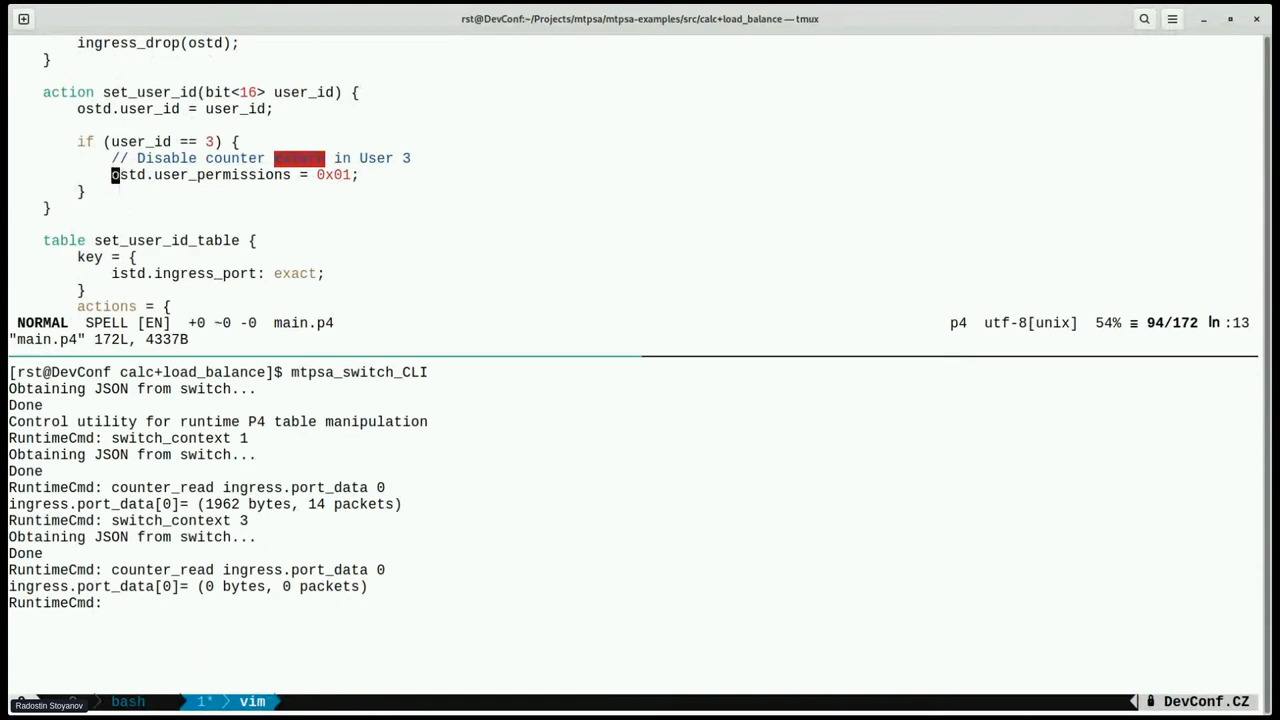 rst@DevConf:~/Projects/mtpsa/mtpsa-examples/src/calc+load_balance — tmux
ingress_drop(ostd);
}
action set_user_id(bit<16> user_id) {
ostd.user_id = user_id;
if (user_id == 3) {
// Disable counter extern in User 3
ostd.user_permissions = 0x01;
}
}
table set_user_id_table {
key = {
istd.ingress_port: exact;
}
actions = {
NORMAL SPELL [EN] +0 ~0 -0 main.p4 p4 utf-8[unix] 54% ≡ 94/172 ㏑:13
"main.p4" 172L, 4337B
[rst@DevConf calc+load_balance]$ mtpsa_switch_CLI
Obtaining JSON from switch...
Done
Control utility for runtime P4 table manipulation
RuntimeCmd: switch_context 1
Obtaining JSON from switch...
Done
RuntimeCmd: counter_read ingress.port_data 0
ingress.port_data[0]= (1962 bytes, 14 packets)
RuntimeCmd: switch_context 3
Obtaining JSON from switch...
Done
RuntimeCmd: counter_read ingress.port_data 0
ingress.port_data[0]= (0 bytes, 0 packets)
RuntimeCmd:
bash 1* vim DevConf.CZ
Radostin Stoyanov